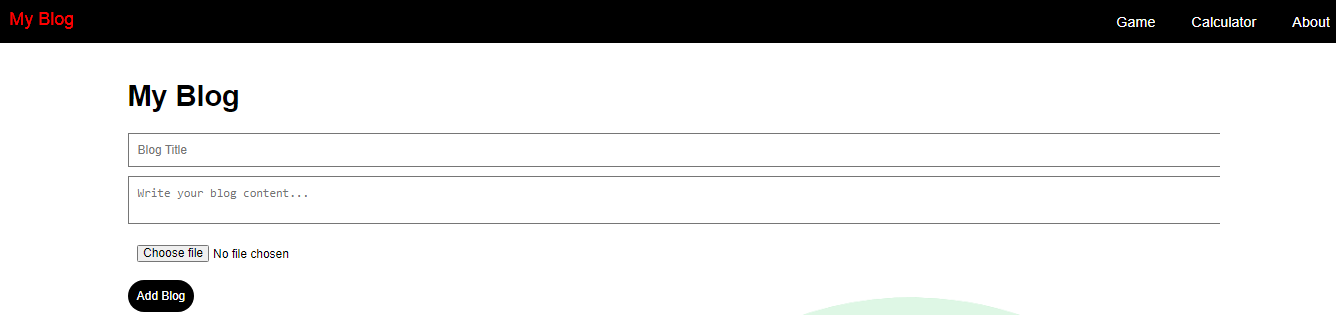 My Blog
Game Calculator About
My Blog
Blog Title
Write your blog content...
Choose file No file chosen
Add Blog